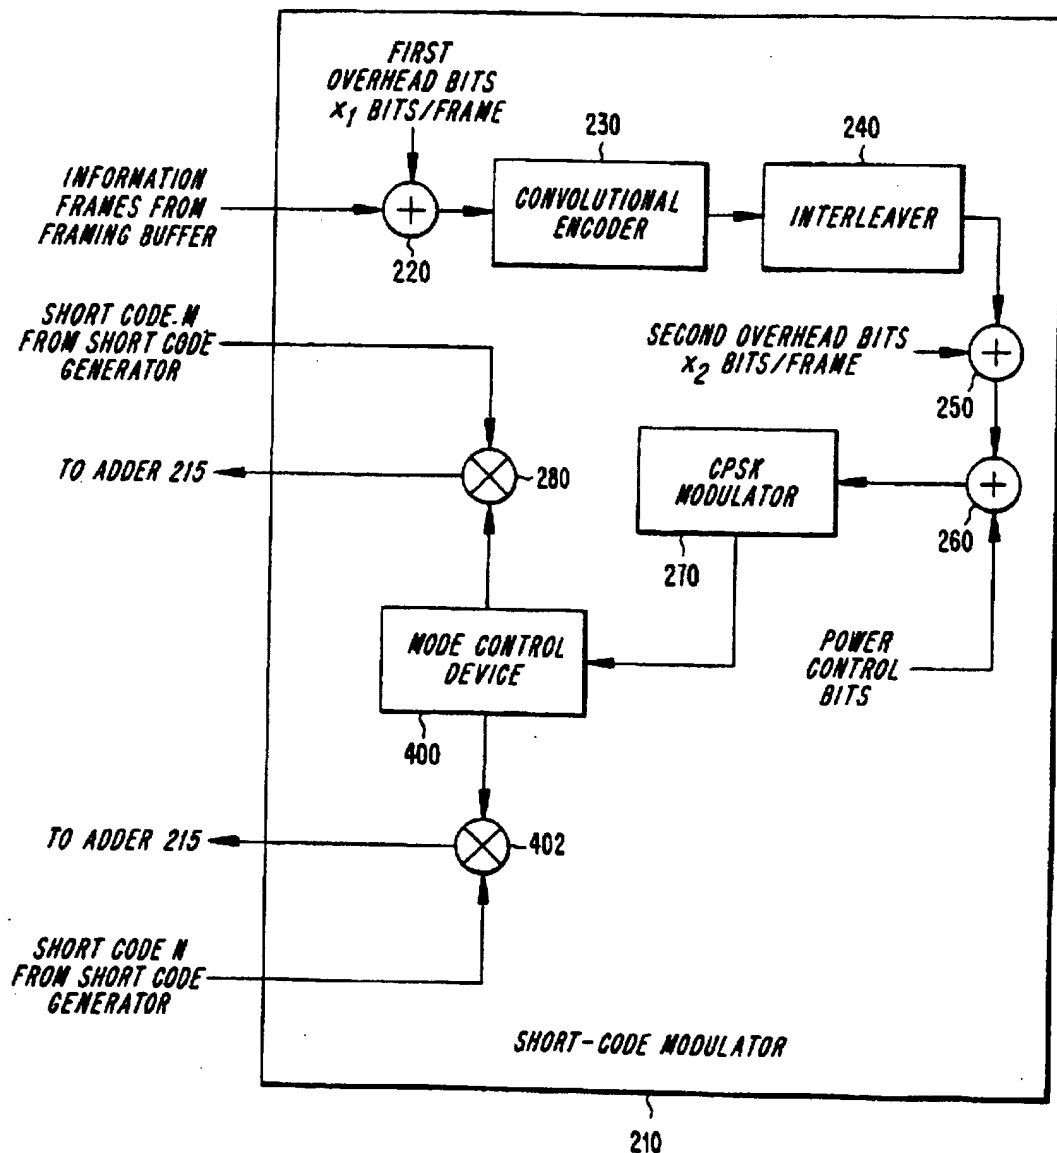 FIRST
OVERHEAD BITS
x1 BITS/FRAME
230
240
INFORMATION
FRAMES FROM
FRAMING BUFFER
+
220
CONVOLUTIONAL
ENCODER
INTERLEAVER
SHORT CODE M
FROM SHORT CODE
GENERATOR
SECOND OVERHEAD BITS
x2 BITS/FRAME
+
250
TO ADDER 215
280
CPSK
MODULATOR
270
+
260
MODE CONTROL
DEVICE
400
POWER
CONTROL
BITS
TO ADDER 215
402
SHORT CODE N
FROM SHORT CODE
GENERATOR
SHORT-CODE MODULATOR
210